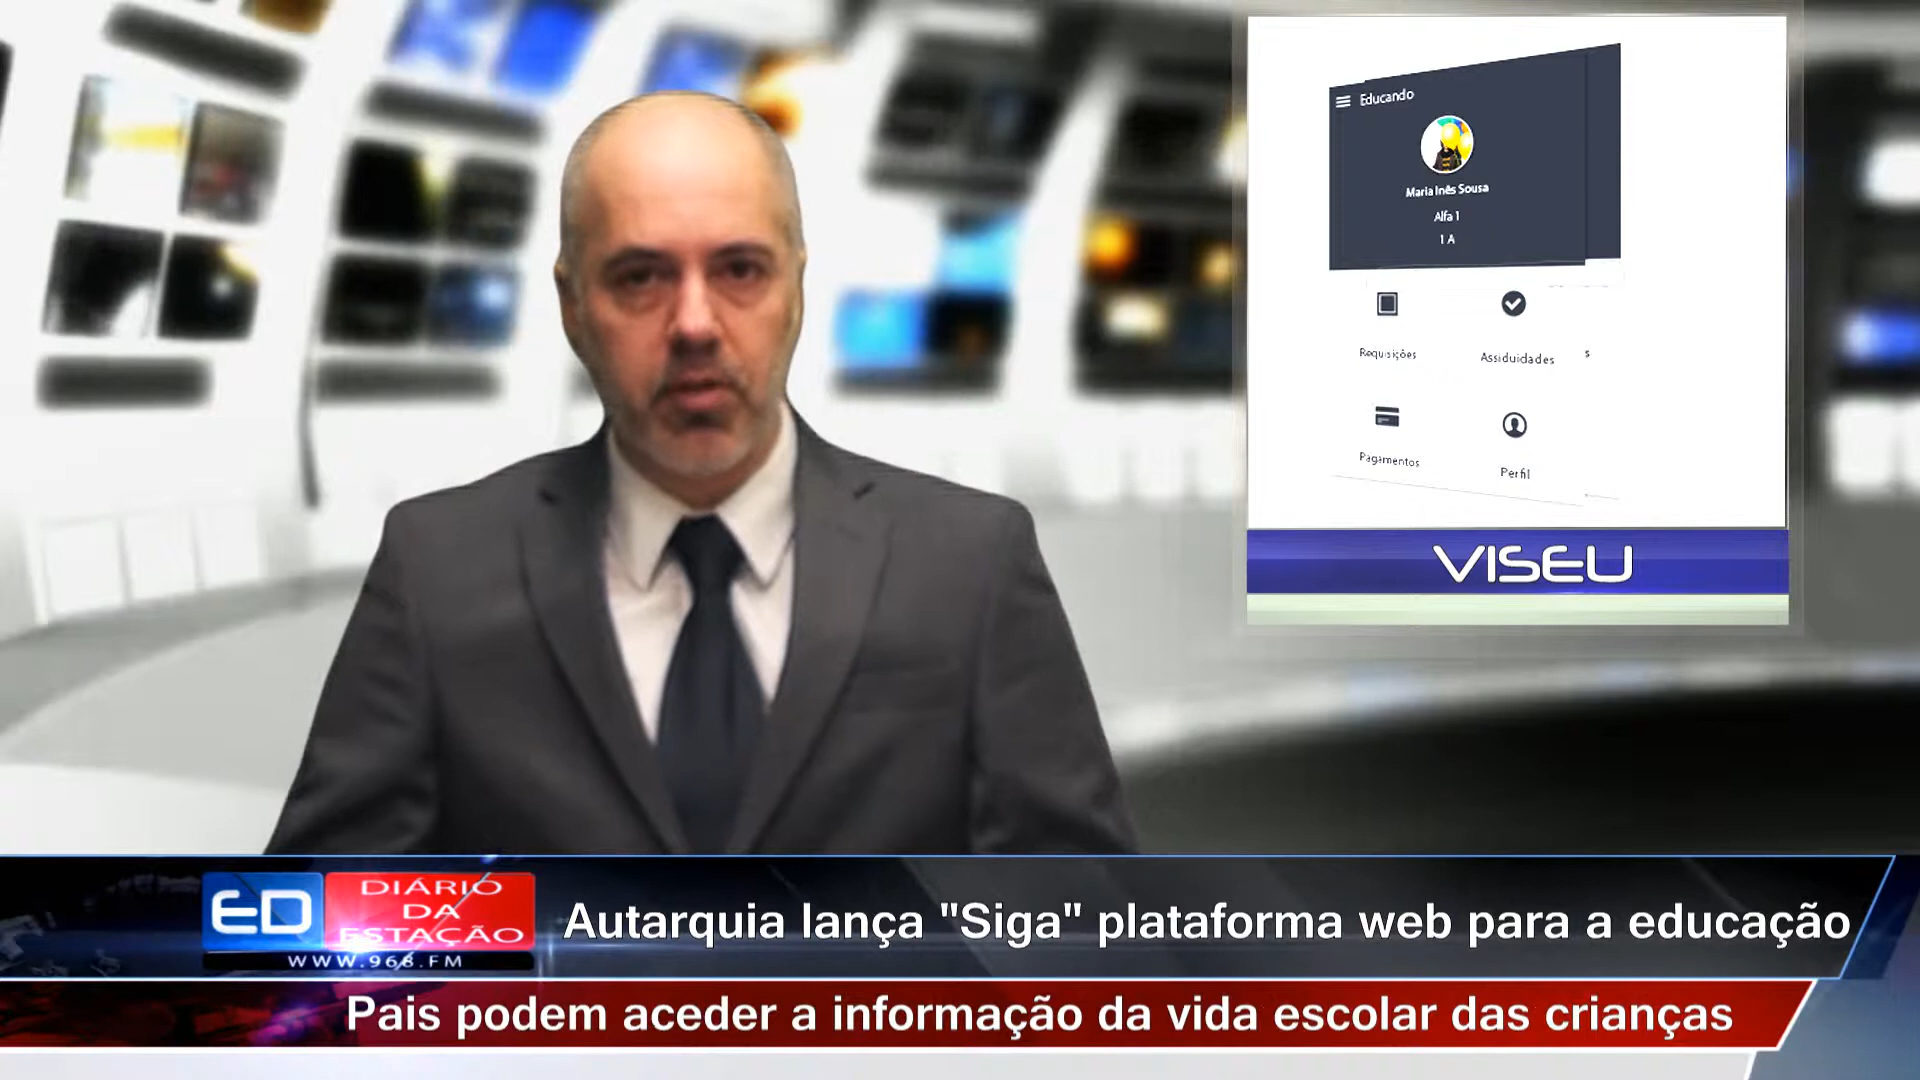 Educando
Maria Inês Sousa
Alfa 1
1 A
Requisições
Assiduidades
s
Pagamentos
Perfil
VISEU
ED
DIÁRIO
DA
ESTAÇÃO
WWW.968.FM
Autarquia lança "Siga" plataforma web para a educação
Pais podem aceder a informação da vida escolar das crianças